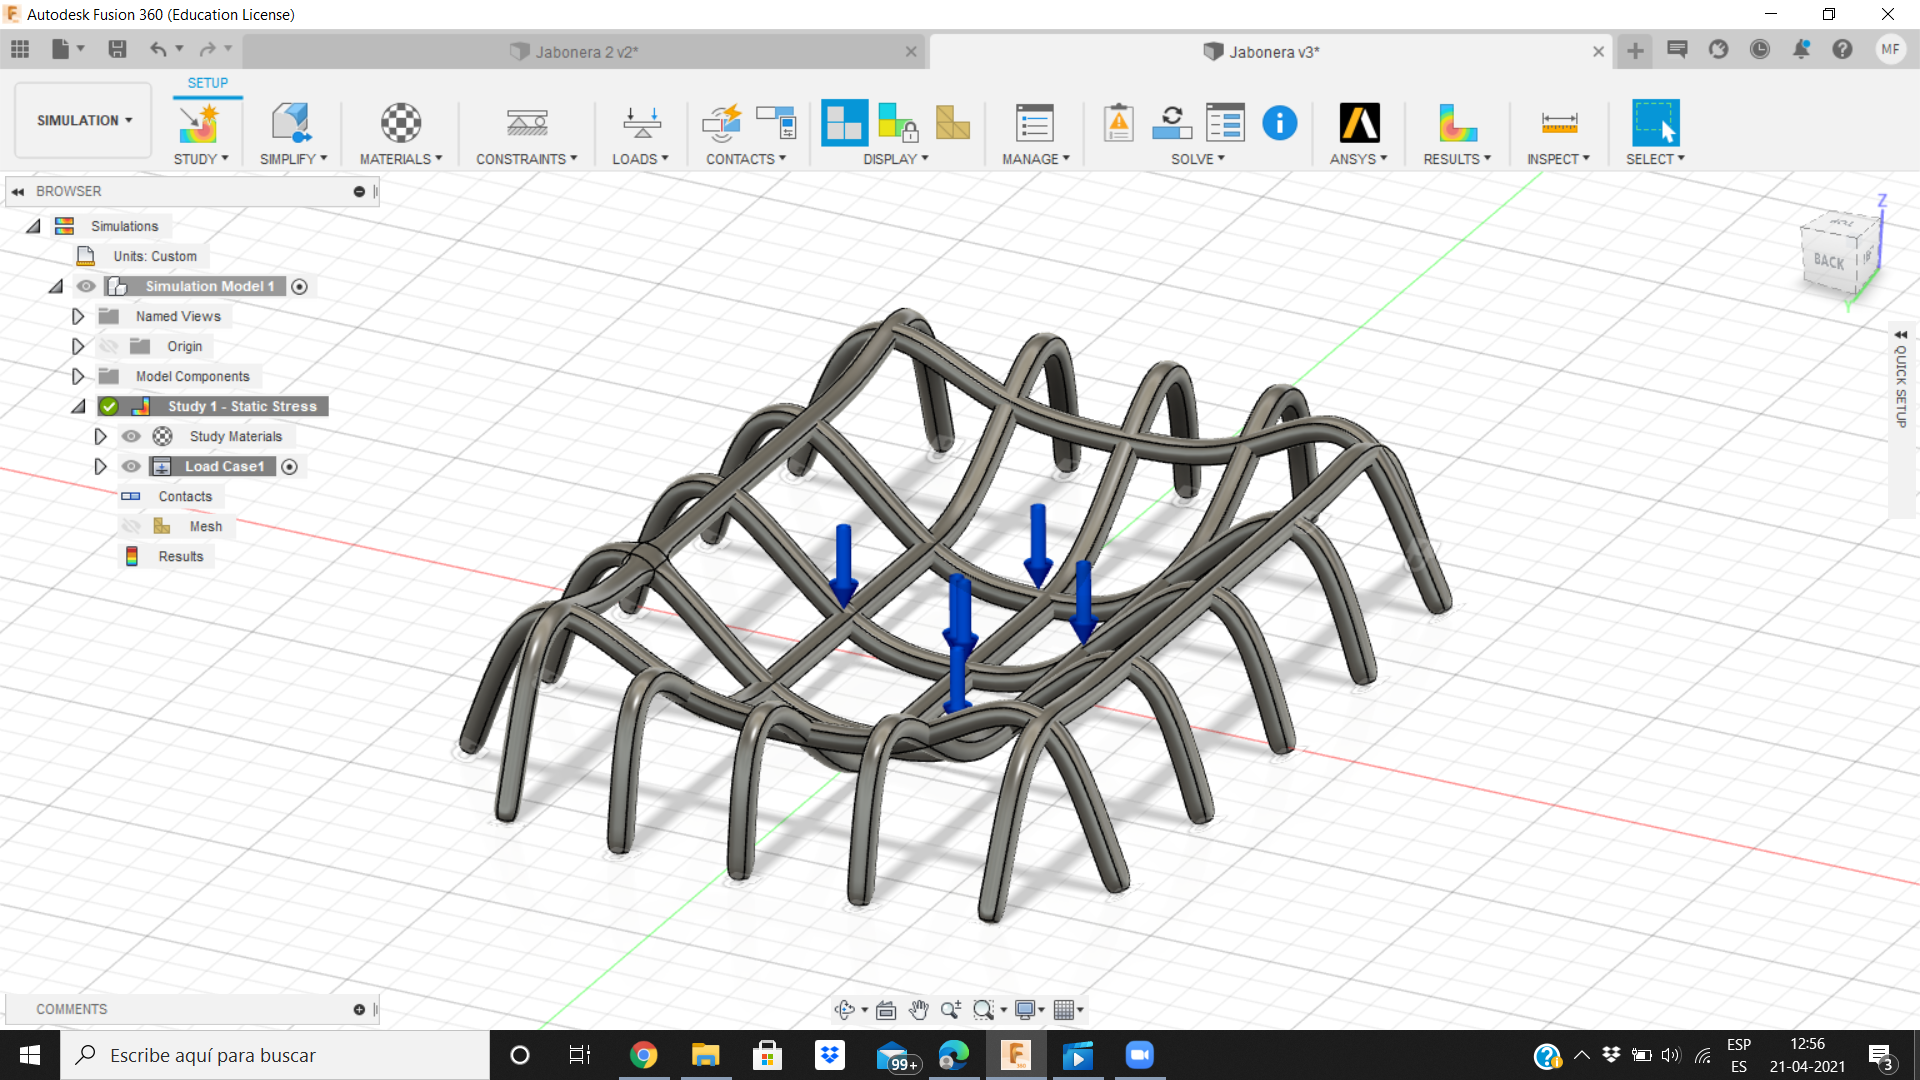 Autodesk Fusion 360 (Education License)
Jabonera 2 v2*
Jabonera v3*
MF
SETUP
SIMULATION
STUDY
SIMPLIFY
MATERIALS
CONSTRAINTS
LOADS
CONTACTS
DISPLAY
MANAGE
SOLVE
ANSYS
RESULTS
INSPECT
SELECT
BROWSER
Simulations
Units: Custom
Simulation Model 1
Named Views
Origin
Model Components
Study 1 - Static Stress
Study Materials
Load Case1
Contacts
Mesh
Results
Z
TOP
BACK
Y
QUICK SETUP
COMMENTS
Escribe aquí para buscar
99+
ESP
ES
12:56
21-04-2021
3